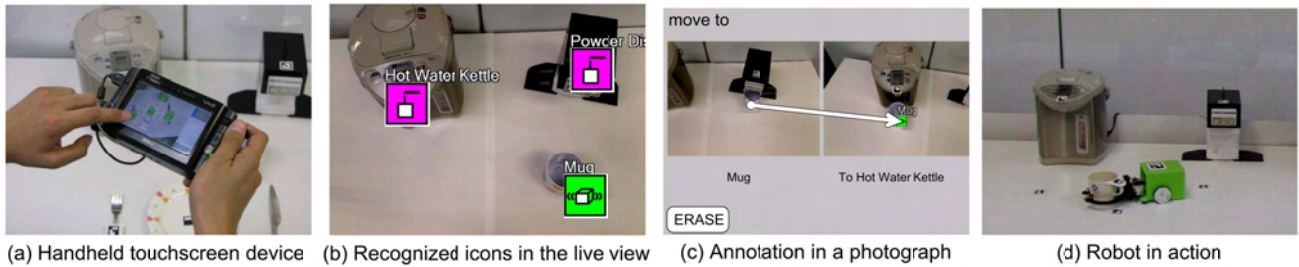 Hot Water Kettle
Powder Dis
Mug
move to
Mug
Mug
To Hot Water Kettle
ERASE
(a) Handheld touchscreen device
(b) Recognized icons in the live view
(c) Annotation in a photograph
(d) Robot in action